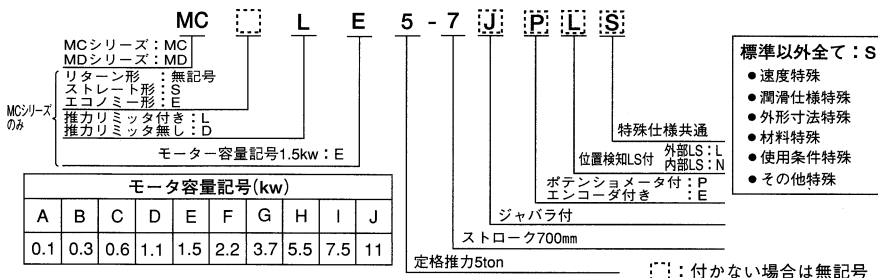 MC L E 5 - 7 J P L S
MCシリーズ:MC
MDシリーズ:MD
リターン形 :無記号
ストレート形:S
エコノミー形:E
MCシリーズ
のみ
推力リミッタ付き:L
推力リミッタ無し:D
モーター容量記号1.5kw:E
モータ容量記号(kw)
A B C D E F G H I J
0.1 0.3 0.6 1.1 1.5 2.2 3.7 5.5 7.5 11
特殊仕様共通
位置検知LS付 外部LS:L
内部LS:N
ポテンショメータ付:P
エンコーダ付き :E
ジャバラ付
ストローク700mm
定格推力5ton
:付かない場合は無記号
標準以外全て:S
●速度特殊
●潤滑仕様特殊
●外形寸法特殊
●材料特殊
●使用条件特殊
●その他特殊